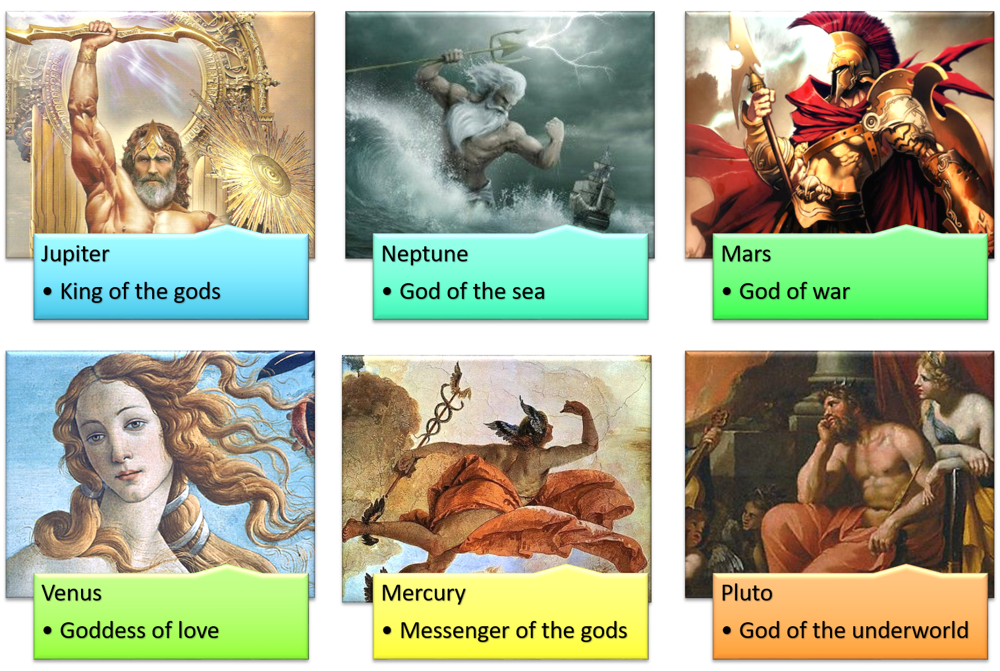 Jupiter
• King of the gods
Neptune
• God of the sea
Mars
• God of war
Venus
• Goddess of love
Mercury
• Messenger of the gods
Pluto
• God of the underworld